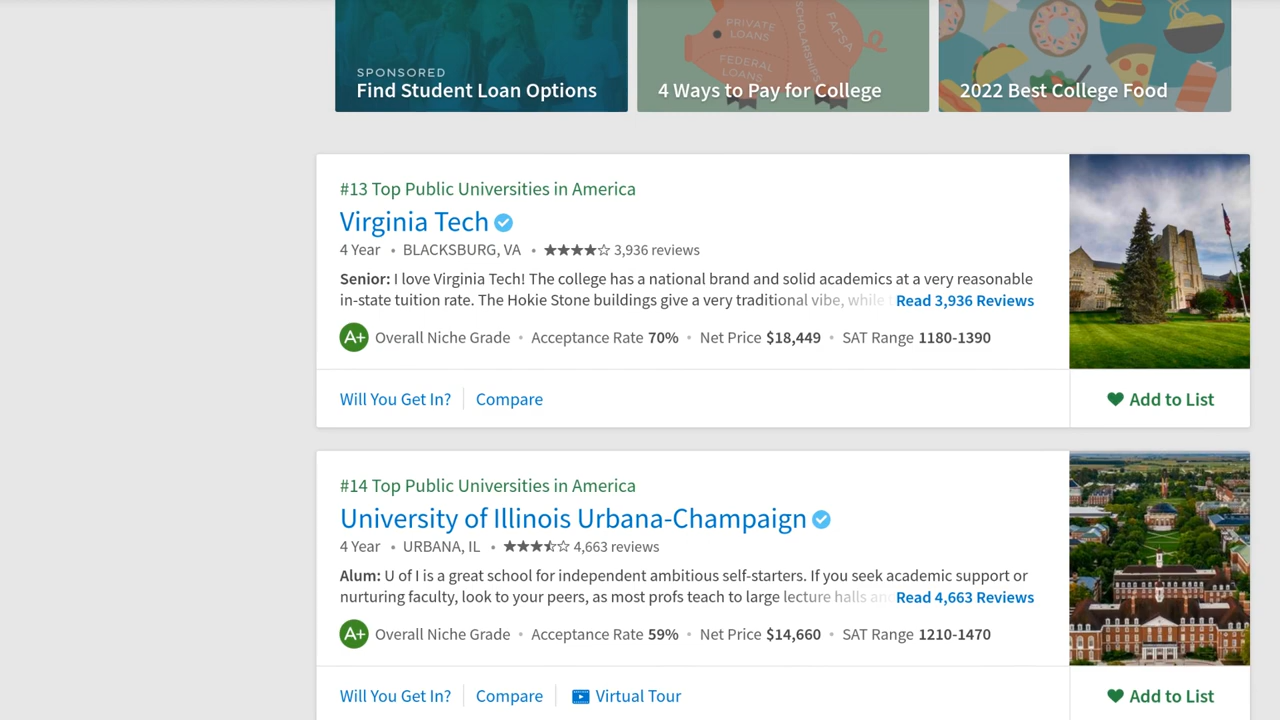 PRIVATE
LOANS
FEDERAL
LOANS
SCHOLARSHIPS
FAFSA
SPONSORED
Find Student Loan Options
4 Ways to Pay for College
2022 Best College Food
#13 Top Public Universities in America
Virginia Tech
4 Year • BLACKSBURG, VA • 3,936 reviews
Senior: I love Virginia Tech! The college has a national brand and solid academics at a very reasonable
in-state tuition rate. The Hokie Stone buildings give a very traditional vibe, while t Read 3,936 Reviews
A+ Overall Niche Grade • Acceptance Rate 70% • Net Price $18,449 • SAT Range 1180-1390
Will You Get In? Compare
Add to List
#14 Top Public Universities in America
University of Illinois Urbana-Champaign
4 Year • URBANA, IL • 4,663 reviews
Alum: U of I is a great school for independent ambitious self-starters. If you seek academic support or
nurturing faculty, look to your peers, as most profs teach to large lecture halls and Read 4,663 Reviews
A+ Overall Niche Grade • Acceptance Rate 59% • Net Price $14,660 • SAT Range 1210-1470
Will You Get In? Compare Virtual Tour
Add to List